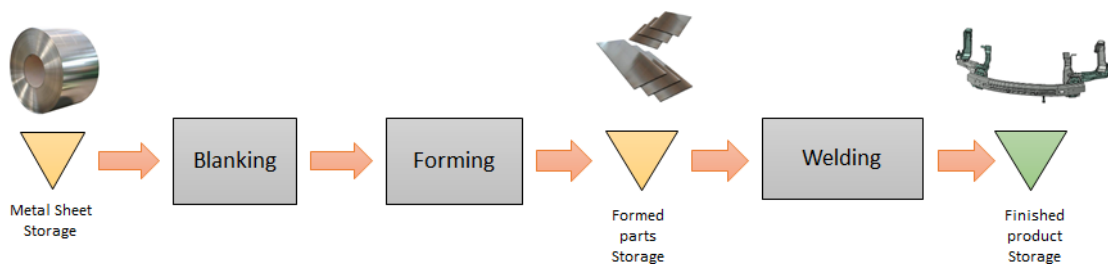 Blanking
Forming
Welding
Metal Sheet
Storage
Formed
parts
Storage
Finished
product
Storage